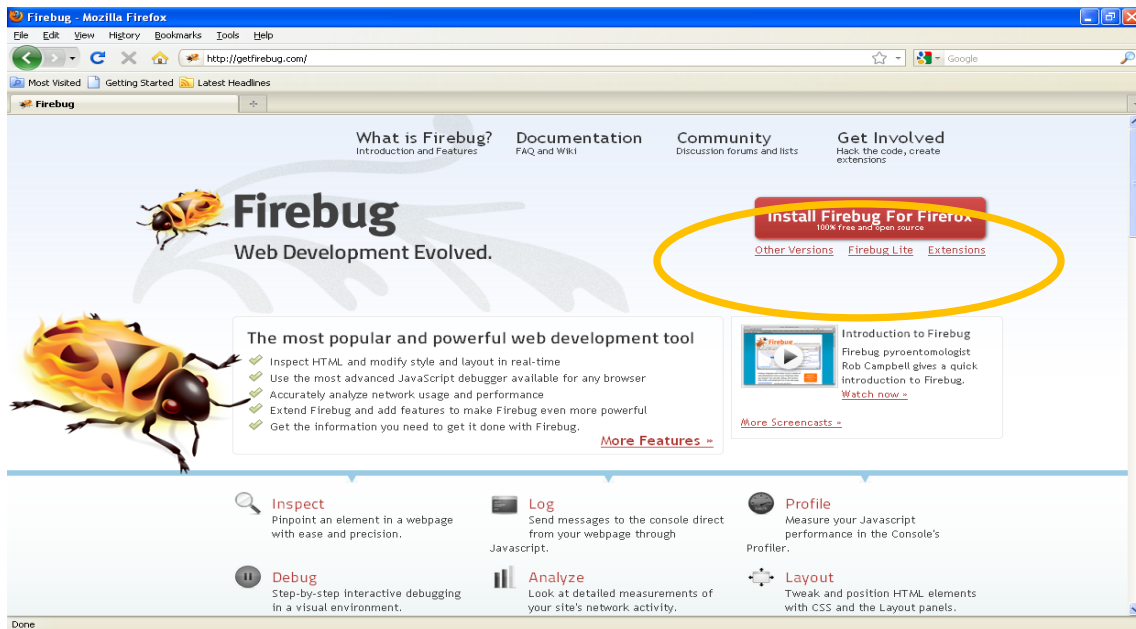 Firebug - Mozilla Firefox
File Edit View History Bookmarks Tools Help
http://getfirebug.com/
Google
Most Visited Getting Started Latest Headlines
Firebug
What is Firebug?
Introduction and Features
Documentation
FAQ and Wiki
Community
Discussion forums and lists
Get Involved
Hack the code, create
extensions
Firebug
Web Development Evolved.
Install Firebug For Firefox
100% free and open source
Other Versions Firebug Lite Extensions
The most popular and powerful web development tool
Inspect HTML and modify style and layout in real-time
Use the most advanced JavaScript debugger available for any browser
Accurately analyze network usage and performance
Extend Firebug and add features to make Firebug even more powerful
Get the information you need to get it done with Firebug.
More Features »
Firebug
Introduction to Firebug
Firebug pyroentomologist
Rob Campbell gives a quick
introduction to Firebug.
Watch now »
More Screencasts »
Inspect
Pinpoint an element in a webpage
with ease and precision.
Log
Send messages to the console direct
from your webpage through
Javascript.
Profile
Measure your Javascript
performance in the Console's
Profiler.
Debug
Step-by-step interactive debugging
in a visual environment.
Analyze
Look at detailed measurements of
your site's network activity.
Layout
Tweak and position HTML elements
with CSS and the Layout panels.
Done